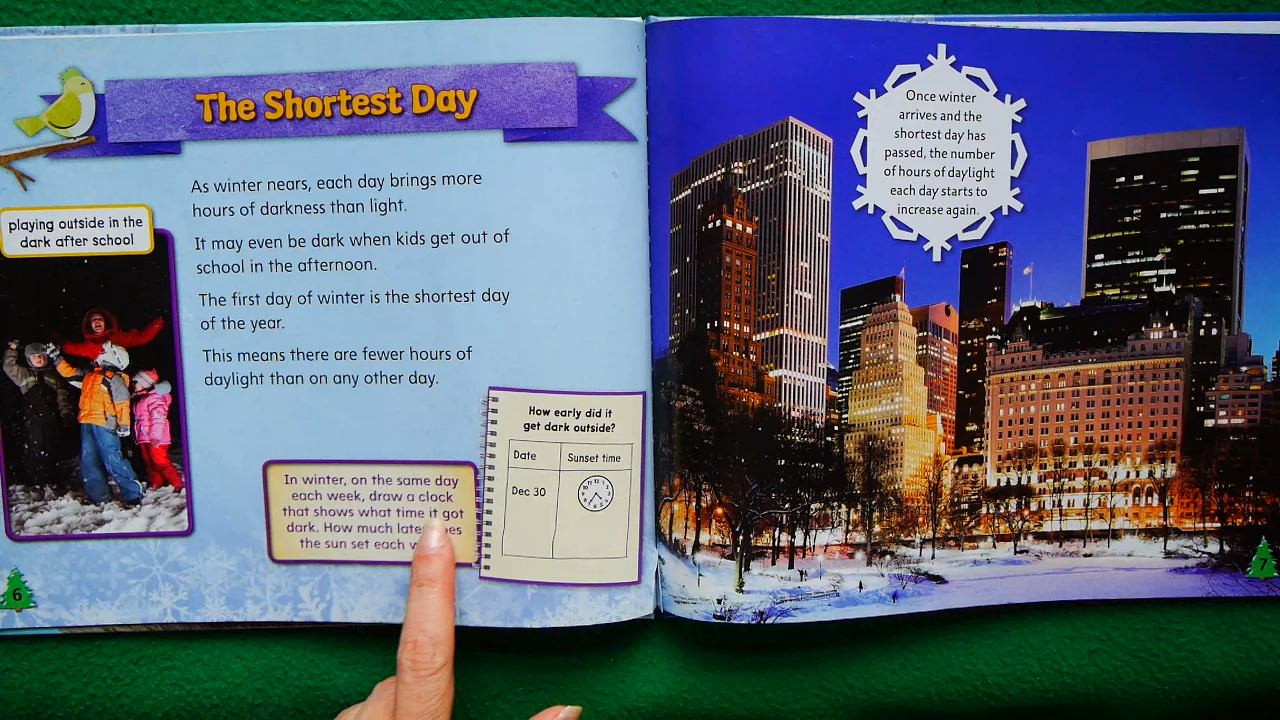 The Shortest Day
As winter nears, each day brings more
hours of darkness than light.
playing outside in the
dark after school
It may even be dark when kids get out of
school in the afternoon.
The first day of winter is the shortest day
of the year.
This means there are fewer hours of
daylight than on any other day.
In winter, on the same day
each week, draw a clock
that shows what time it got
dark. How much
the sun set each
How early did it
get dark outside?
Date Sunset time
Dec 30
6
Once winter
arrives and the
shortest day has
passed, the number
of hours of daylight
each day starts to
increase again.
7